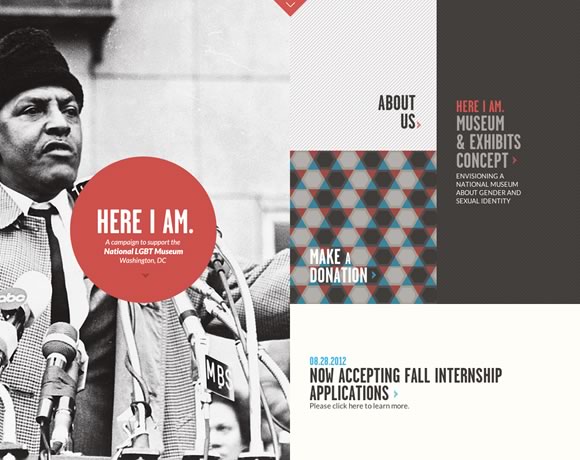 HERE I AM.
A campaign to support the
National LGBT Museum
Washington, DC
abc
MBS
ABOUT
US
MAKE A
DONATION
HERE I AM.
MUSEUM
& EXHIBITS
CONCEPT
ENVISIONING A
NATIONAL MUSEUM
ABOUT GENDER AND
SEXUAL IDENTITY
08.28.2012
NOW ACCEPTING FALL INTERNSHIP
APPLICATIONS
Please click here to learn more.